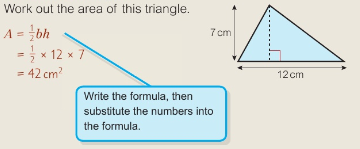 Work out the area of this triangle.
A = ½bh
= ½ × 12 × 7
= 42 cm²
7 cm
12 cm
Write the formula, then
substitute the numbers into
the formula.